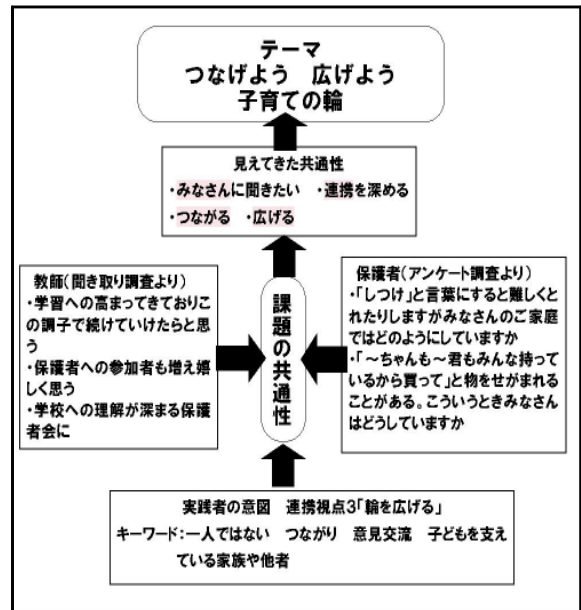 テーマ
つなげよう　広げよう
子育ての輪
見えてきた共通性
・みなさんに聞きたい　・連携を深める
・つながる　・広げる
教師（聞き取り調査より）
・学習への高まってきておりこ
の調子で続けていけたらと思
う
・保護者への参加者も増え嬉
しく思う
・学校への理解が深まる保護
者会に
課題の共通性
保護者（アンケート調査より）
・「しつけ」と言葉にすると難しくと
れたりしますがみなさんのご家庭
ではどのようにしていますか
・「～ちゃんも～君もみんな持って
いるから買って」と物をせがまれ
ることがある。こういうときみなさん
はどうしていますか
実践者の意図　連携視点3「輪を広げる」
キーワード：一人ではない　つながり　意見交流　子どもを支え
ている家族や他者